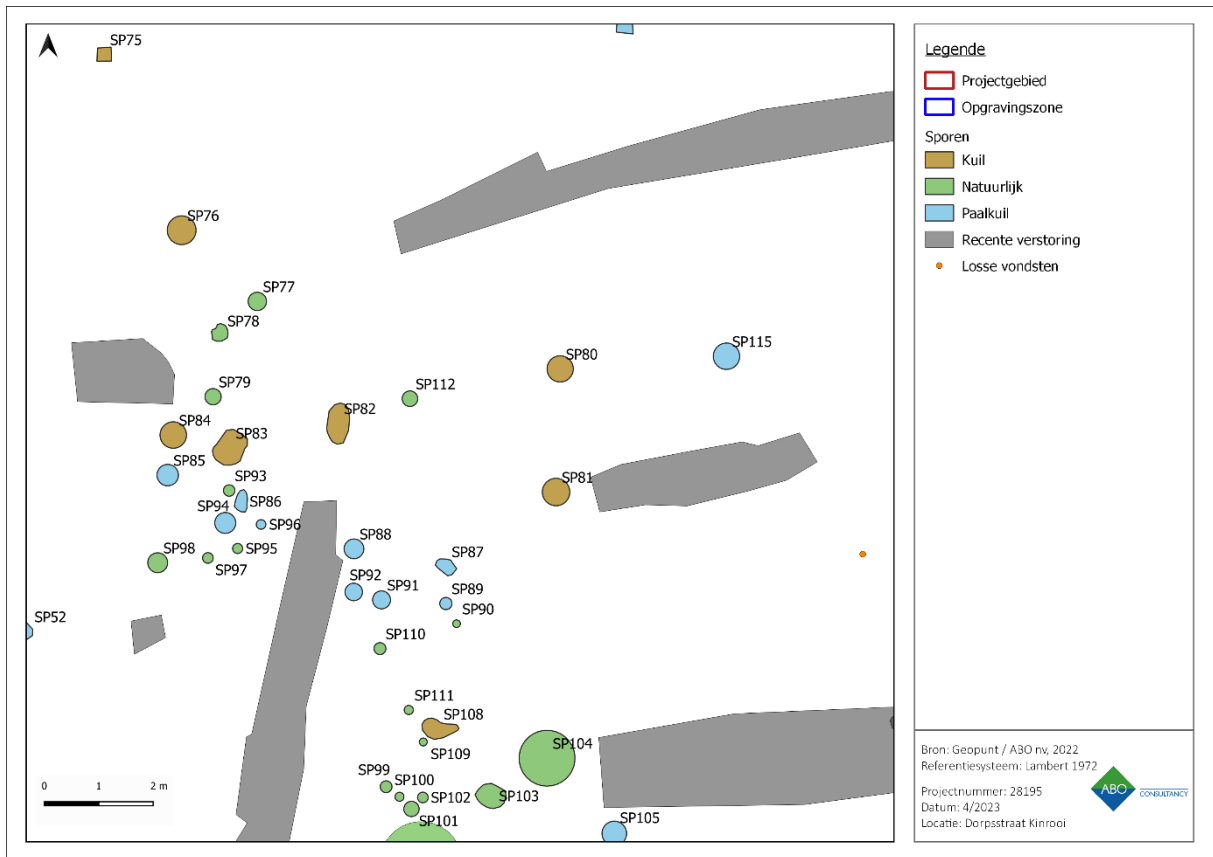 SP75
SP76
SP77
SP78
SP115
SP80
SP79
SP112
SP82
SP84
SP83
SP85
SP93
SP81
SP86
SP94
SP96
SP88
SP87
SP98
SP95
SP97
SP92
SP91
SP89
SP90
SP52
SP110
SP111
SP108
SP104
SP109
SP99
SP100
SP102
SP103
SP101
SP105
0 1 2 m
Legende
Projectgebied
Opgravingszone
Sporen
Kuil
Natuurlijk
Paalkuil
Recente verstoring
Losse vondsten
Bron: Geopunt / ABO nv, 2022
Referentiesysteem: Lambert 1972
Projectnummer: 28195
Datum: 4/2023
Locatie: Dorpsstraat Kinrooi
ABO
CONSULTANCY